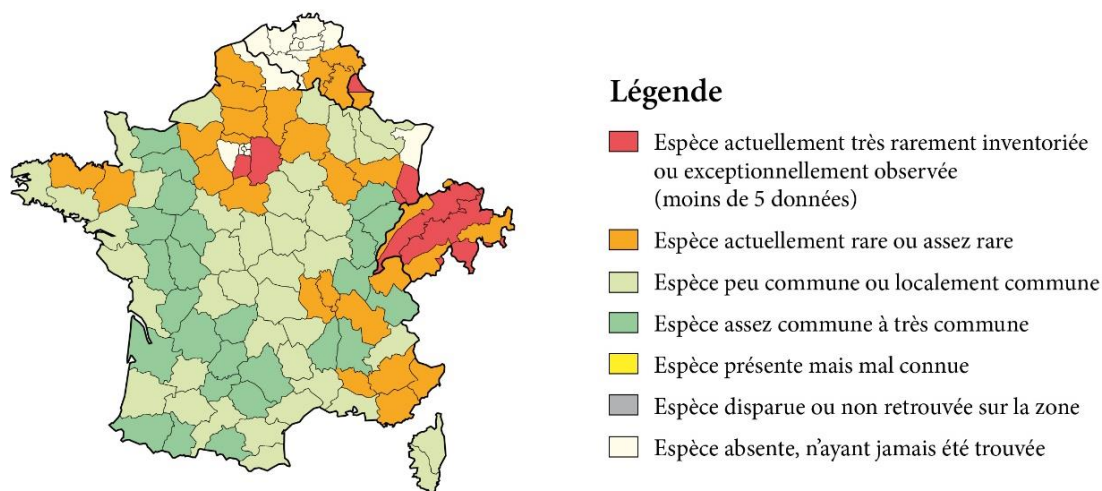 Légende
Espèce actuellement très rarement inventoriée
ou exceptionnellement observée
(moins de 5 données)
Espèce actuellement rare ou assez rare
Espèce peu commune ou localement commune
Espèce assez commune à très commune
Espèce présente mais mal connue
Espèce disparue ou non retrouvée sur la zone
Espèce absente, n'ayant jamais été trouvée